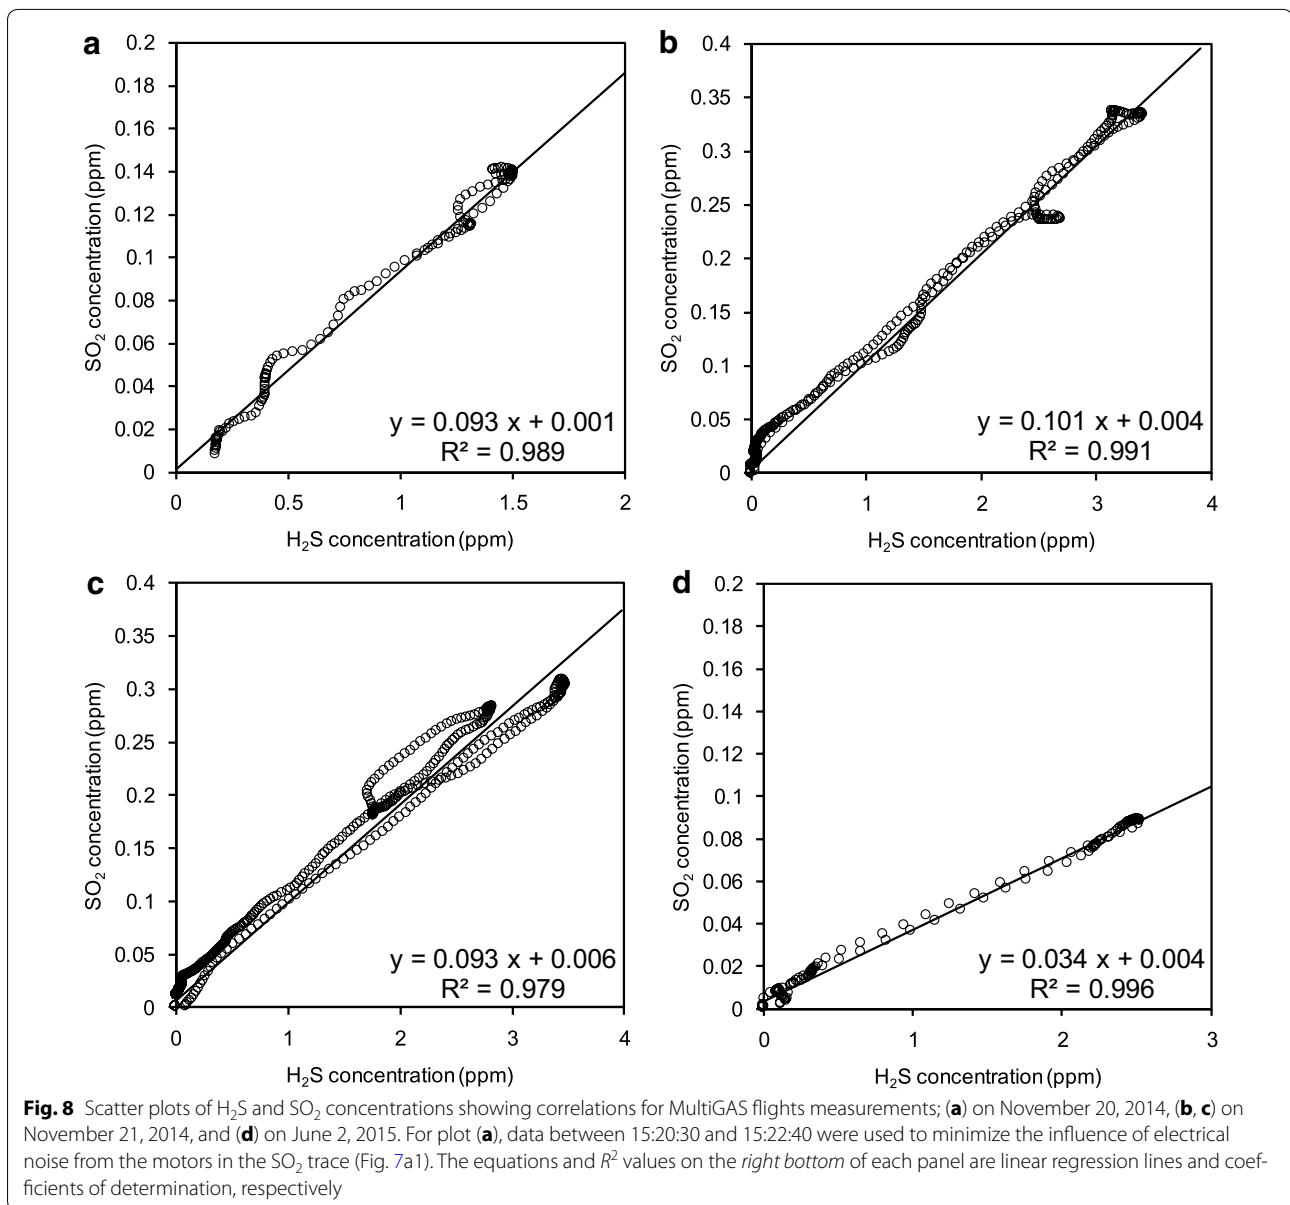 a
0.2
0.18
0.16
0.14
0.12
0.1
0.08
0.06
0.04
0.02
0
SO₂ concentration (ppm)
y = 0.093 x + 0.001
R² = 0.989
0 0.5 1 1.5 2
H₂S concentration (ppm)
b
0.4
0.35
0.3
0.25
0.2
0.15
0.1
0.05
0
SO₂ concentration (ppm)
y = 0.101 x + 0.004
R² = 0.991
0 1 2 3 4
H₂S concentration (ppm)
c
0.4
0.35
0.3
0.25
0.2
0.15
0.1
0.05
0
SO₂ concentration (ppm)
y = 0.093 x + 0.006
R² = 0.979
0 1 2 3 4
H₂S concentration (ppm)
d
0.2
0.18
0.16
0.14
0.12
0.1
0.08
0.06
0.04
0.02
0
SO₂ concentration (ppm)
y = 0.034 x + 0.004
R² = 0.996
0 1 2 3
H₂S concentration (ppm)
Fig. 8 Scatter plots of H₂S and SO₂ concentrations showing correlations for MultiGAS flights measurements; (a) on November 20, 2014, (b, c) on
November 21, 2014, and (d) on June 2, 2015. For plot (a), data between 15:20:30 and 15:22:40 were used to minimize the influence of electrical
noise from the motors in the SO₂ trace (Fig. 7a1). The equations and R² values on the right bottom of each panel are linear regression lines and coef-
ficients of determination, respectively